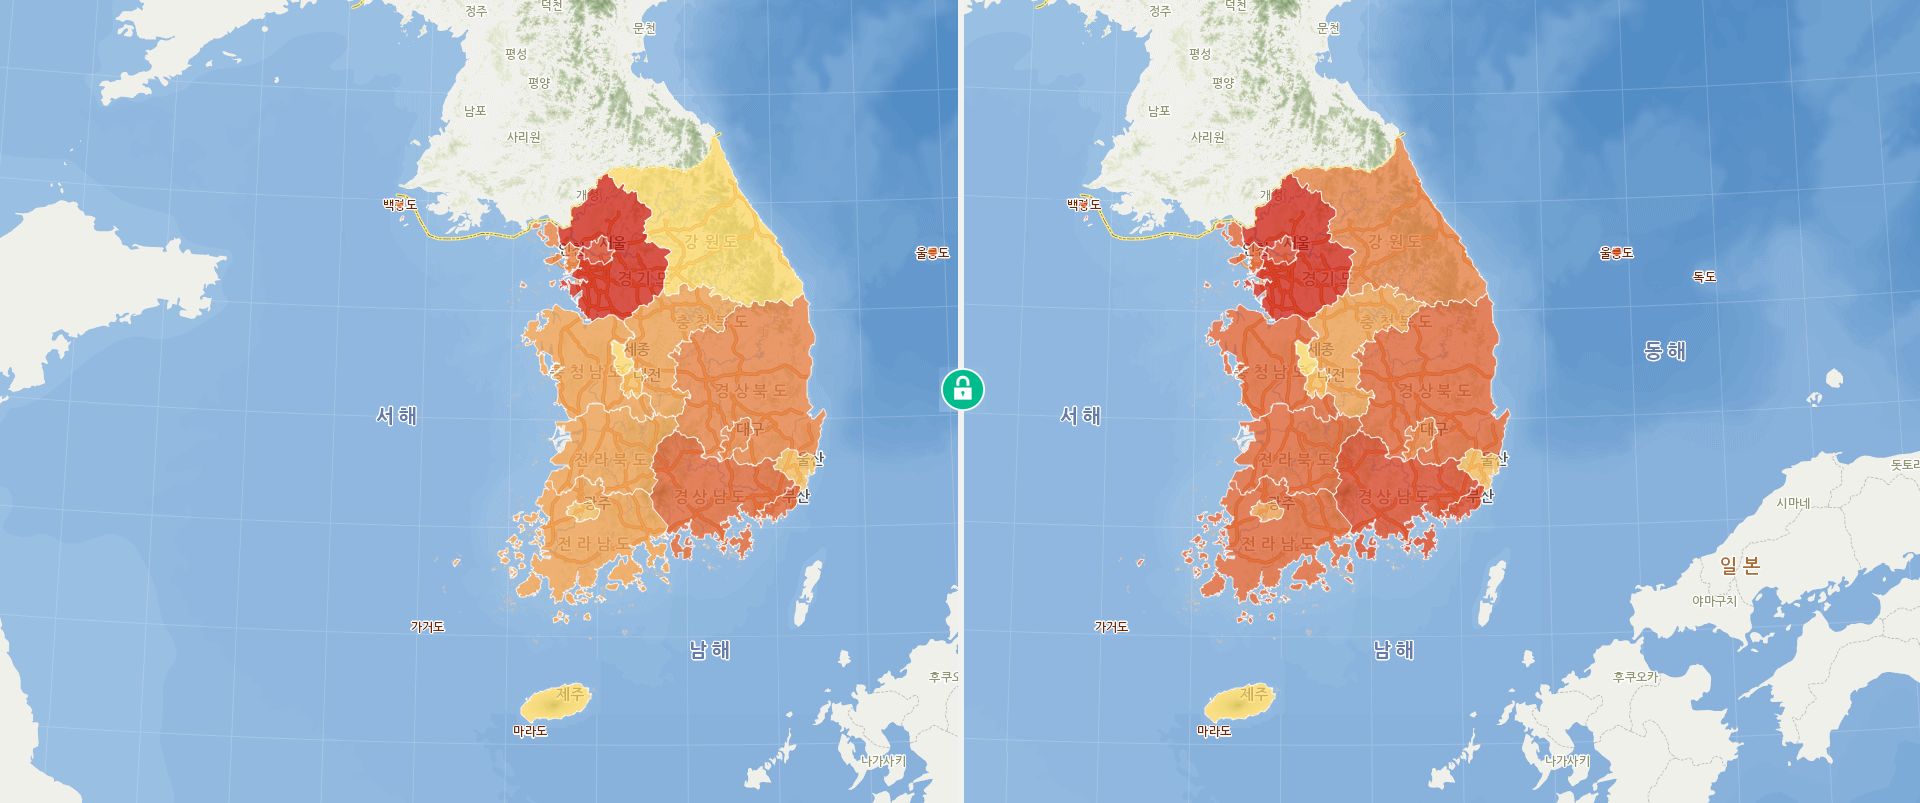 정주
덕천
문천
평성
평양
남포
사리원
백령도
서울
강원도
경기도
울릉도
충청북도
세종
충청남도
대전
경상북도
서해
대구
전라북도
울산
경상남도
부산
광주
전라남도
가거도
남해
제주
마라도
나가사키
정주
덕천
문천
평성
평양
남포
사리원
백령도
서울
강원도
경기도
울릉도
독도
충청북도
동해
세종
충청남도
대전
경상북도
서해
대구
전라북도
울산
돗토리
경상남도
부산
시마네
광주
전라남도
일본
야마구치
가거도
남해
후쿠오카
제주
마라도
나가사키